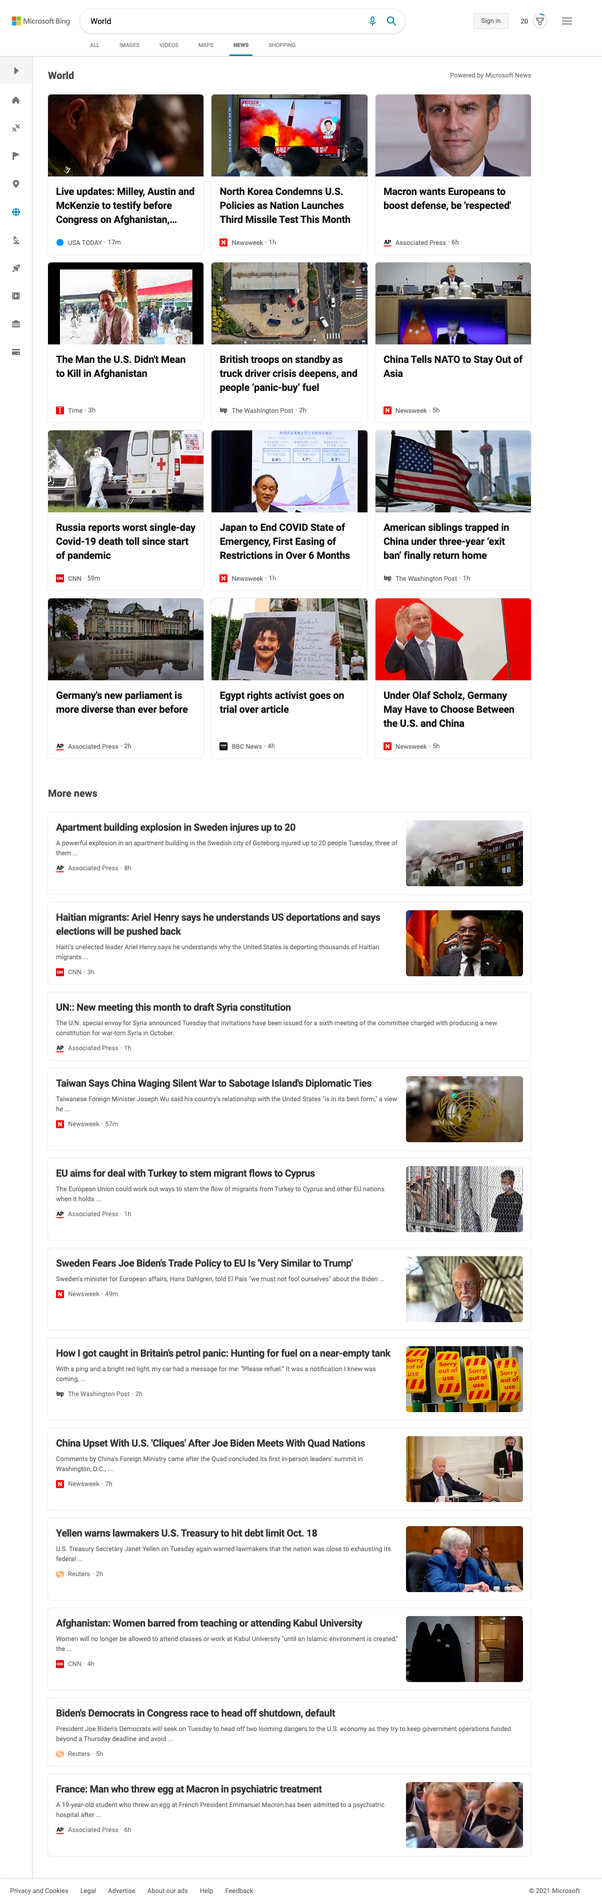 Microsoft Bing
World
Sign in
20
ALL
IMAGES
VIDEOS
MAPS
NEWS
SHOPPING
World
Powered by Microsoft News
Live updates: Milley, Austin and
McKenzie to testify before
Congress on Afghanistan,...
USA TODAY · 17m
North Korea Condemns U.S.
Policies as Nation Launches
Third Missile Test This Month
Newsweek · 1h
Macron wants Europeans to
boost defense, be 'respected'
AP Associated Press · 6h
The Man the U.S. Didn't Mean
to Kill in Afghanistan
Time · 3h
British troops on standby as
truck driver crisis deepens, and
people ‘panic-buy’ fuel
wp The Washington Post · 2h
China Tells NATO to Stay Out of
Asia
Newsweek · 5h
2,4% 1,7% 0,3%
Russia reports worst single-day
Covid-19 death toll since start
of pandemic
CNN · 59m
Japan to End COVID State of
Emergency, First Easing of
Restrictions in Over 6 Months
Newsweek · 1h
American siblings trapped in
China under three-year ‘exit
ban’ finally return home
wp The Washington Post · 1h
Germany's new parliament is
more diverse than ever before
AP Associated Press · 2h
Egypt rights activist goes on
trial over article
BBC News · 4h
Under Olaf Scholz, Germany
May Have to Choose Between
the U.S. and China
Newsweek · 5h
More news
Apartment building explosion in Sweden injures up to 20
A powerful explosion in an apartment building in the Swedish city of Goteborg injured up to 20 people Tuesday, three of
them ...
AP Associated Press · 8h
Haitian migrants: Ariel Henry says he understands US deportations and says
elections will be pushed back
Haiti's unelected leader Ariel Henry says he understands why the United States is deporting thousands of Haitian
migrants ...
CNN · 3h
UN:: New meeting this month to draft Syria constitution
The U.N. special envoy for Syria announced Tuesday that invitations have been issued for a sixth meeting of the committee charged with producing a new
constitution for war-torn Syria in October.
AP Associated Press · 1h
Taiwan Says China Waging Silent War to Sabotage Island's Diplomatic Ties
Taiwanese Foreign Minister Joseph Wu said his country's relationship with the United States "is in its best form," a view
he ...
Newsweek · 57m
EU aims for deal with Turkey to stem migrant flows to Cyprus
The European Union could work out ways to stem the flow of migrants from Turkey to Cyprus and other EU nations
when it holds ...
AP Associated Press · 1h
Sweden Fears Joe Biden's Trade Policy to EU Is 'Very Similar to Trump'
Sweden's minister for European affairs, Hans Dahlgren, told El Pais "we must not fool ourselves" about the Biden ...
Newsweek · 49m
How I got caught in Britain's petrol panic: Hunting for fuel on a near-empty tank
With a ping and a bright red light, my car had a message for me: “Please refuel.” It was a notification I knew was
coming, ...
wp The Washington Post · 2h
Sorry out of use
Sorry out of use
Sorry out of use
Sorry out of use
China Upset With U.S. 'Cliques' After Joe Biden Meets With Quad Nations
Comments by China's Foreign Ministry came after the Quad concluded its first in-person leaders' summit in
Washington, D.C., ...
Newsweek · 7h
Yellen warns lawmakers U.S. Treasury to hit debt limit Oct. 18
U.S. Treasury Secretary Janet Yellen on Tuesday again warned lawmakers that the nation was close to exhausting its
federal ...
Reuters · 2h
Afghanistan: Women barred from teaching or attending Kabul University
Women will no longer be allowed to attend classes or work at Kabul University "until an Islamic environment is created,"
the ...
CNN · 4h
Biden's Democrats in Congress race to head off shutdown, default
President Joe Biden's Democrats will seek on Tuesday to head off two looming dangers to the U.S. economy as they try to keep government operations funded
beyond a Thursday deadline and avoid ...
Reuters · 5h
France: Man who threw egg at Macron in psychiatric treatment
A 19-year-old student who threw an egg at French President Emmanuel Macron has been admitted to a psychiatric
hospital after ...
AP Associated Press · 6h
Privacy and Cookies
Legal
Advertise
About our ads
Help
Feedback
© 2021 Microsoft